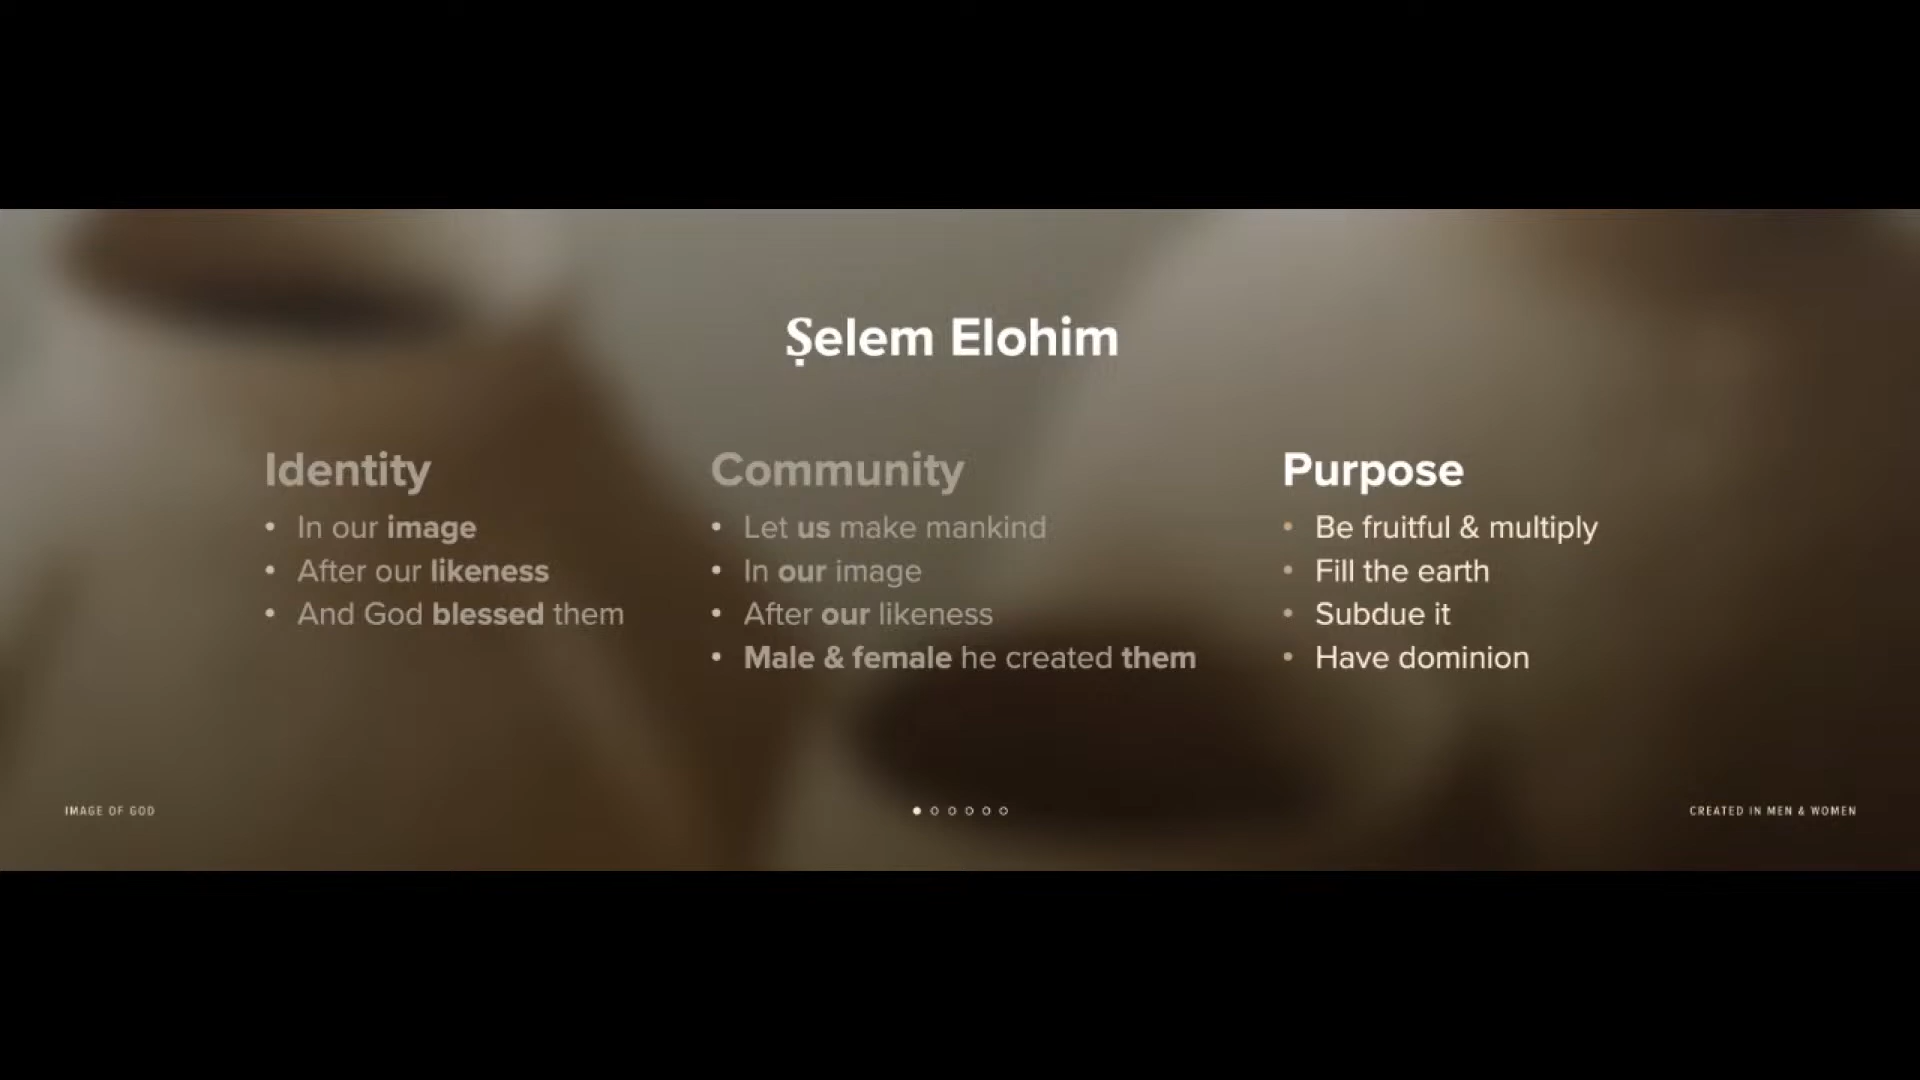 Ṣelem Elohim
Identity
• In our image
• After our likeness
• And God blessed them
Community
• Let us make mankind
• In our image
• After our likeness
• Male & female he created them
Purpose
• Be fruitful & multiply
• Fill the earth
• Subdue it
• Have dominion
IMAGE OF GOD
CREATED IN MEN & WOMEN